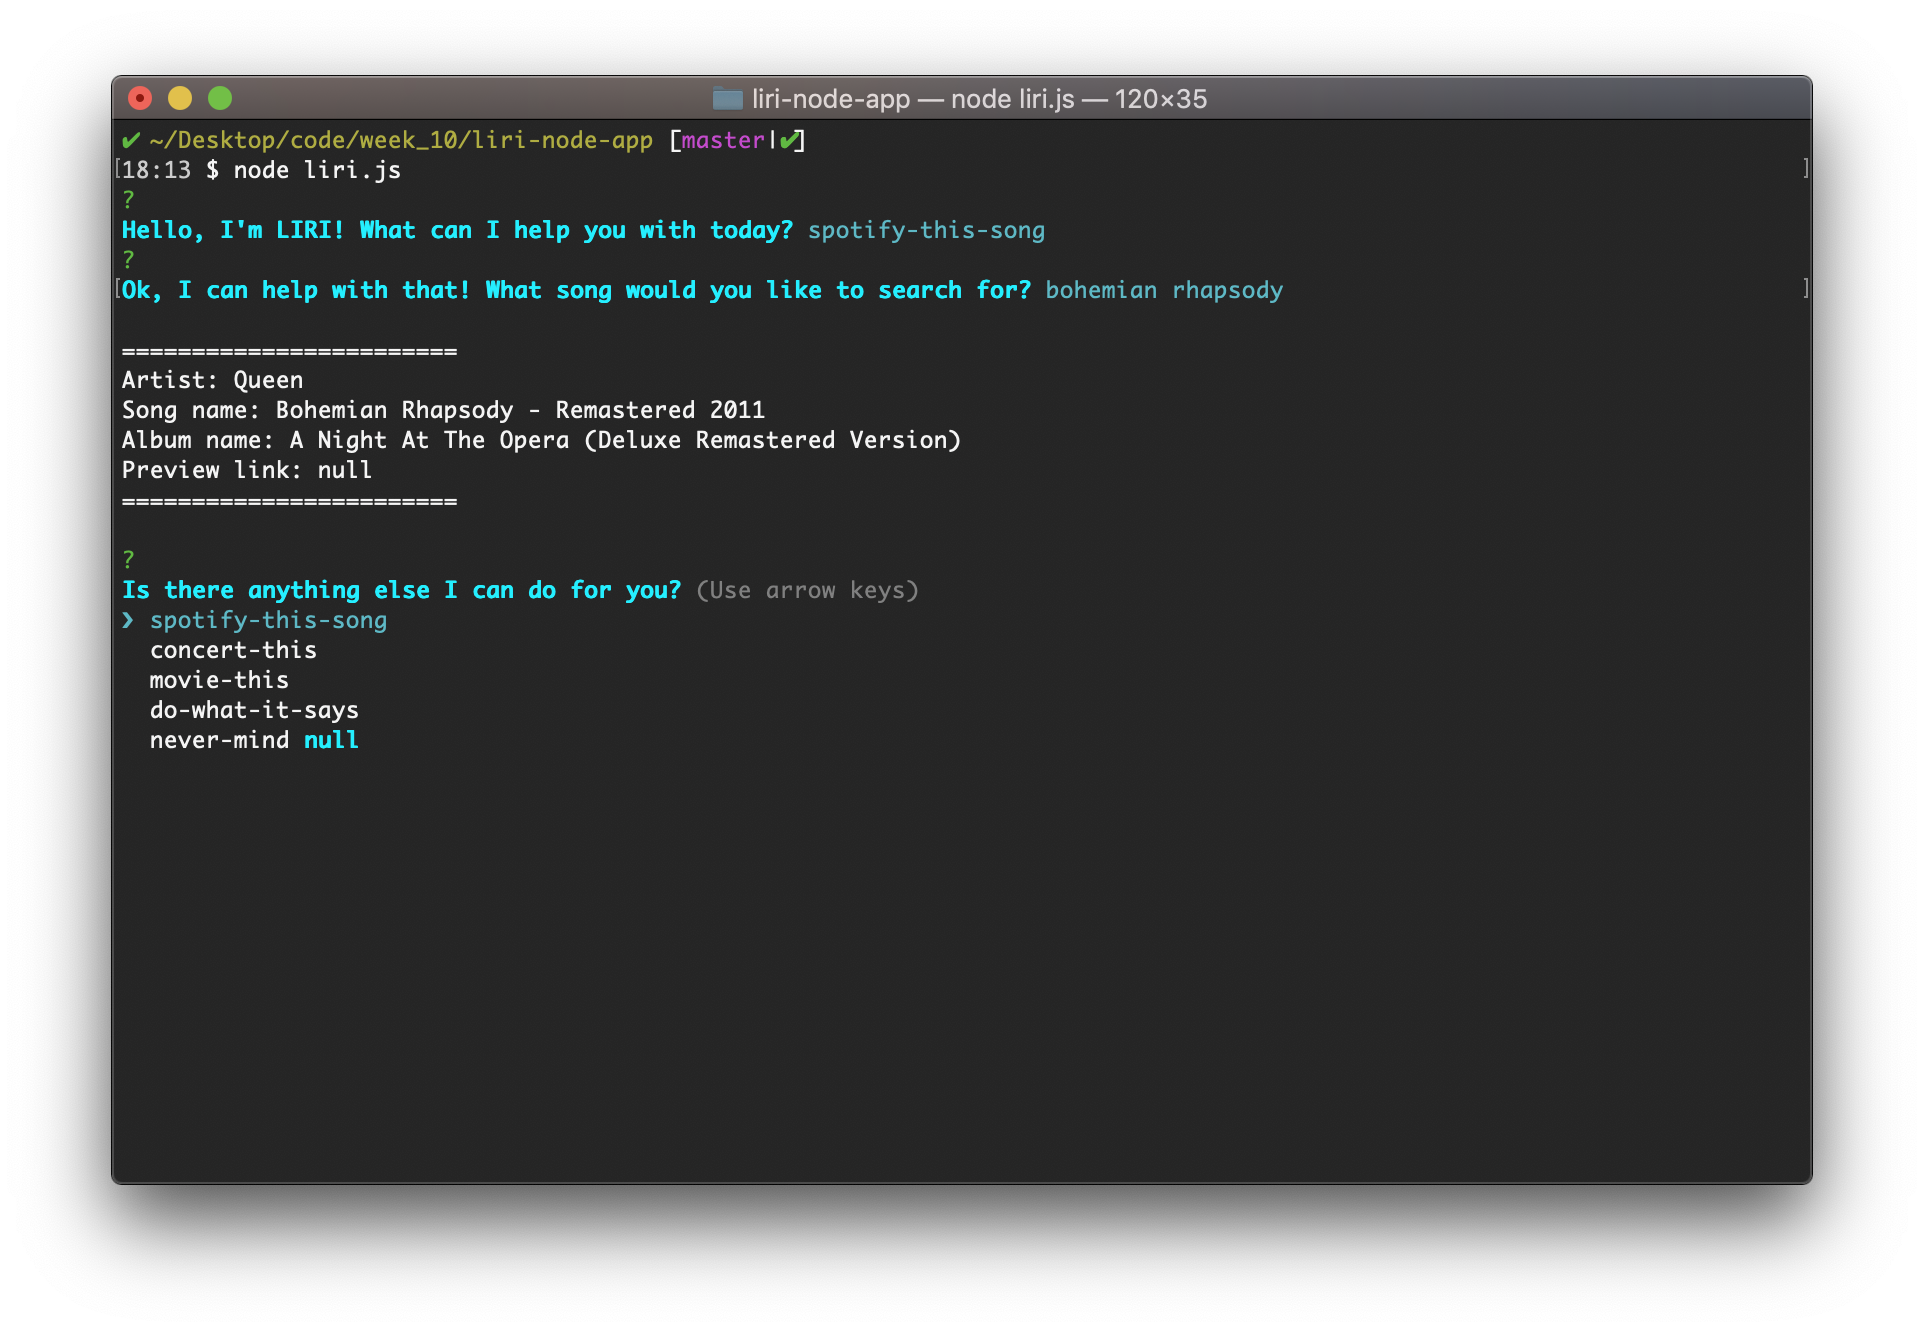 liri-node-app — node liri.js — 120×35
✔ ~/Desktop/code/week_10/liri-node-app [master|✔]
[18:13 $ node liri.js ]
?
Hello, I'm LIRI! What can I help you with today? spotify-this-song
?
[Ok, I can help with that! What song would you like to search for? bohemian rhapsody ]
========================
Artist: Queen
Song name: Bohemian Rhapsody - Remastered 2011
Album name: A Night At The Opera (Deluxe Remastered Version)
Preview link: null
========================
?
Is there anything else I can do for you? (Use arrow keys)
❯ spotify-this-song
concert-this
movie-this
do-what-it-says
never-mind null